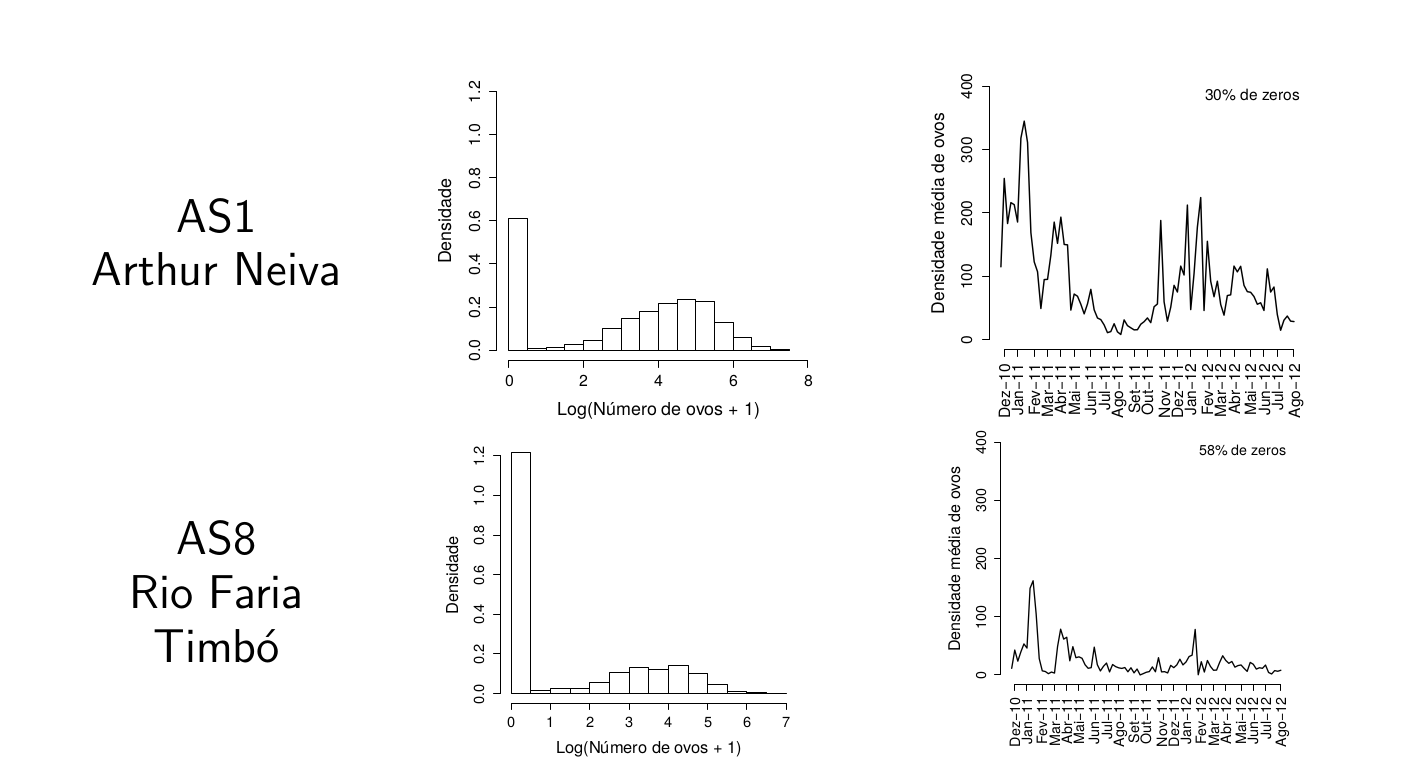 AS1
Arthur Neiva
Densidade
0.0 0.2 0.4 0.6 0.8 1.0 1.2
0 2 4 6 8
Log(Número de ovos + 1)
30% de zeros
Densidade média de ovos
0 100 200 300 400
Dez−10 Jan−11 Fev−11 Mar−11 Abr−11 Mai−11 Jun−11 Jul−11 Ago−11 Set−11 Out−11 Nov−11 Dez−11 Jan−12 Fev−12 Mar−12 Abr−12 Mai−12 Jun−12 Jul−12 Ago−12
AS8
Rio Faria
Timbó
Densidade
0.0 0.2 0.4 0.6 0.8 1.0 1.2
0 1 2 3 4 5 6 7
Log(Número de ovos + 1)
58% de zeros
Densidade média de ovos
0 100 200 300 400
Dez−10 Jan−11 Fev−11 Mar−11 Abr−11 Mai−11 Jun−11 Jul−11 Ago−11 Set−11 Out−11 Nov−11 Dez−11 Jan−12 Fev−12 Mar−12 Abr−12 Mai−12 Jun−12 Jul−12 Ago−12